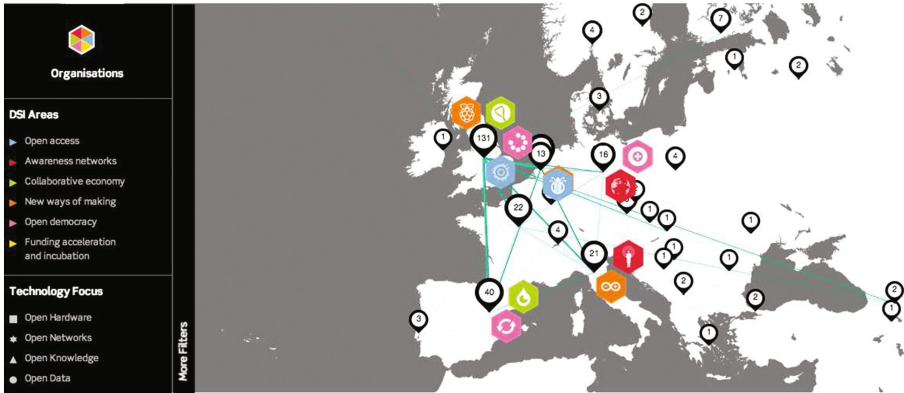 Organisations
DSI Areas
Open access
Awareness networks
Collaborative economy
New ways of making
Open democracy
Funding acceleration
and incubation
Technology Focus
Open Hardware
Open Networks
Open Knowledge
Open Data
More Filters
2
7
4
1
2
3
1
131
13
16
4
2
22
1
1
1
4
21
1
1
1
2
40
2
2
1
3
1